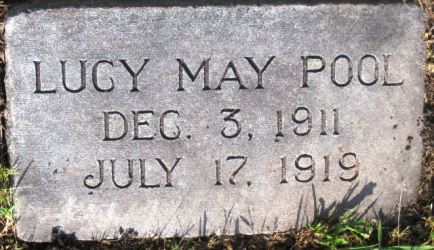 LUCY MAY POOL
DEC. 3, 1911
JULY 17, 1919